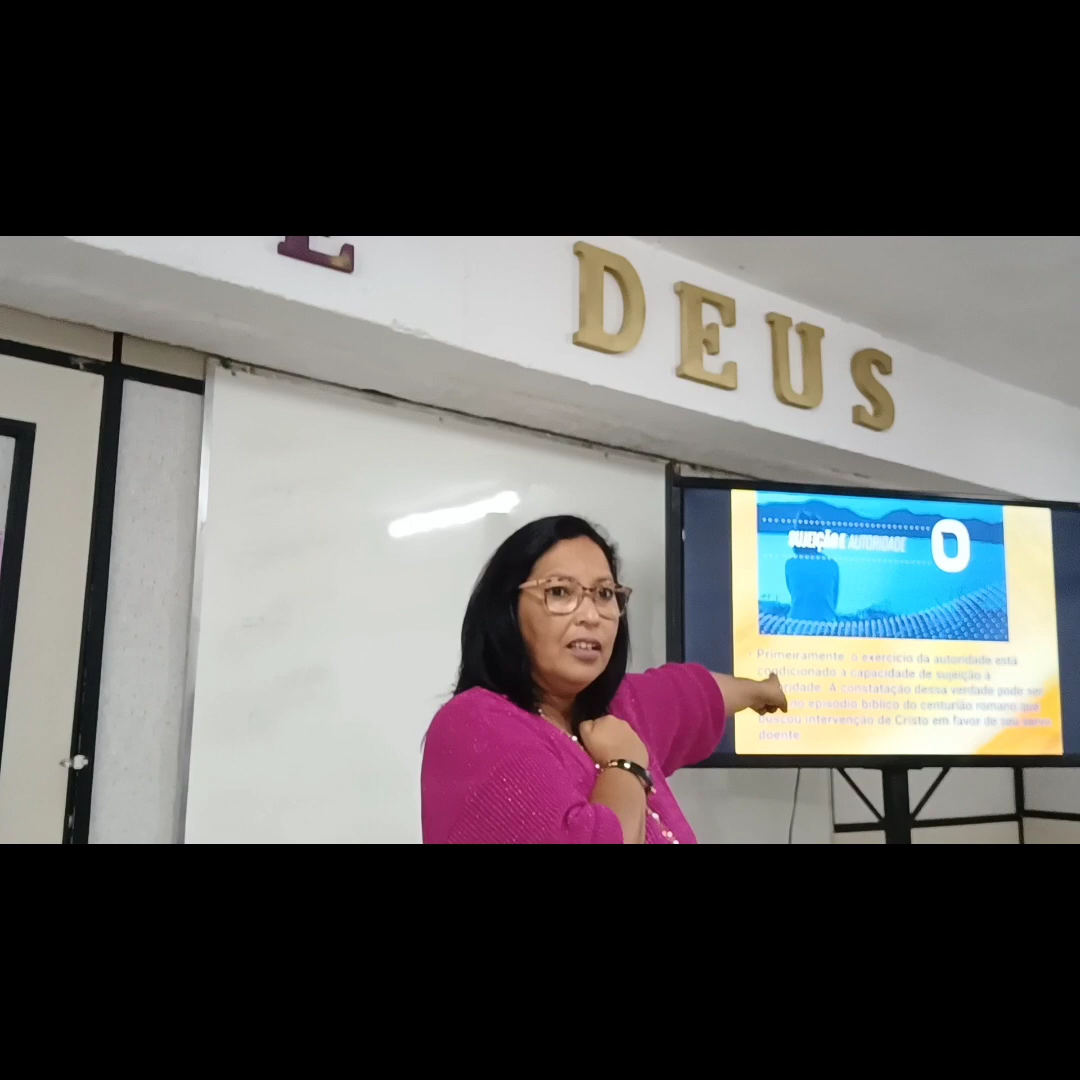 E DEUS
SUJEIÇÃO E AUTORIDADE
Primeiramente o exercício da autoridade está
condicionado à capacidade de sujeição à
A constatação dessa verdade pode ser
episódio bíblico do centurião romano que
buscou intervenção de Cristo em favor de seu servo
doente